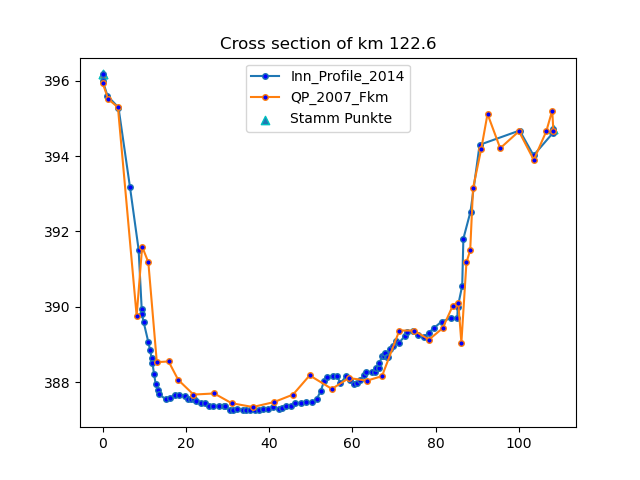 Cross section of km 122.6
Inn_Profile_2014
QP_2007_Fkm
Stamm Punkte
396
394
392
390
388
0 20 40 60 80 100